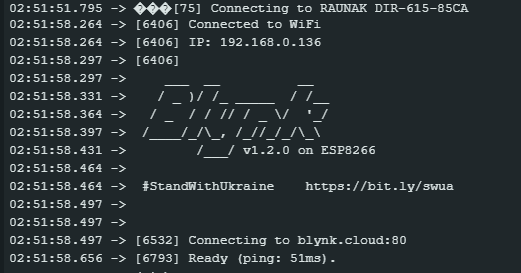 02:51:51.795 -> ���[75] Connecting to RAUNAK DIR-615-85CA
02:51:58.264 -> [6406] Connected to WiFi
02:51:58.264 -> [6406] IP: 192.168.0.136
02:51:58.297 -> [6406]
02:51:58.297 ->     ___  __          __
02:51:58.331 ->    / _ )/ /_ _____  / /__
02:51:58.364 ->   / _  / / // / _ \/  '_/
02:51:58.397 ->  /____/_/\_, /_//_/_/\_\
02:51:58.431 ->         /___/ v1.2.0 on ESP8266
02:51:58.464 ->
02:51:58.464 ->  #StandWithUkraine    https://bit.ly/swua
02:51:58.497 ->
02:51:58.497 ->
02:51:58.497 -> [6532] Connecting to blynk.cloud:80
02:51:58.656 -> [6793] Ready (ping: 51ms).